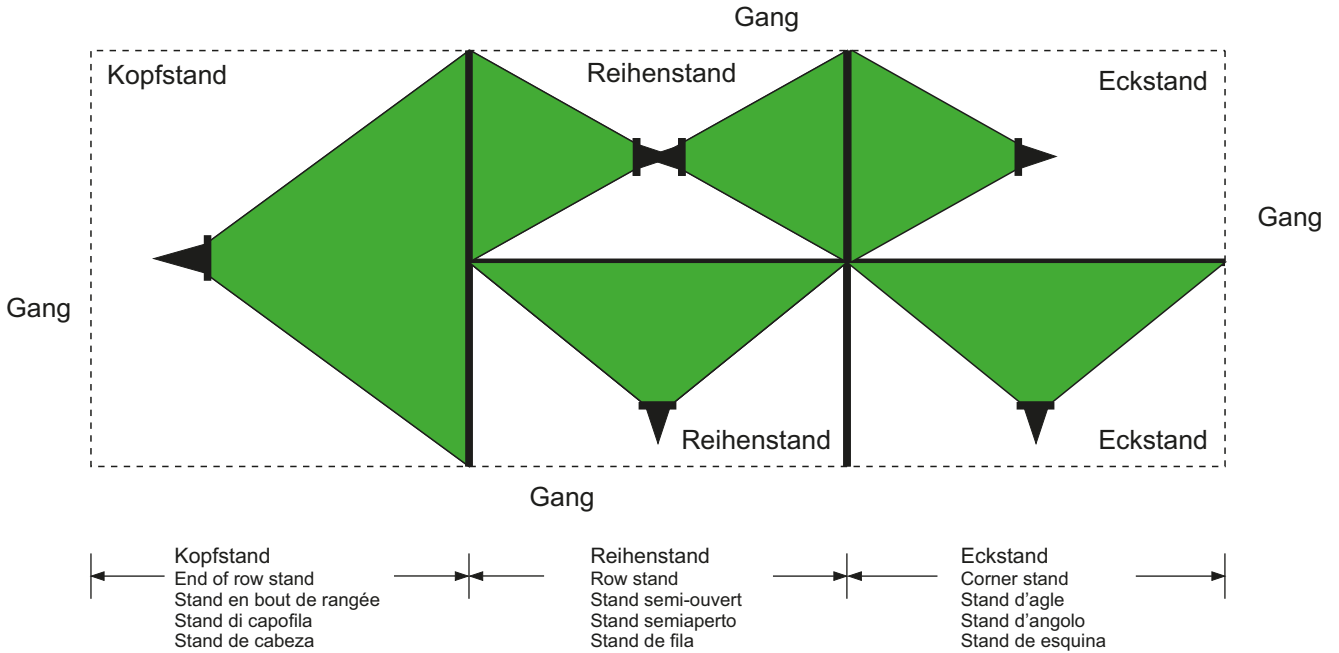 Gang
Kopfstand
Reihenstand
Eckstand
Gang
Gang
Reihenstand
Eckstand
Gang
Kopfstand
End of row stand
Stand en bout de rangée
Stand di capofila
Stand de cabeza
Reihenstand
Row stand
Stand semi-ouvert
Stand semiaperto
Stand de fila
Eckstand
Corner stand
Stand d’agle
Stand d’angolo
Stand de esquina